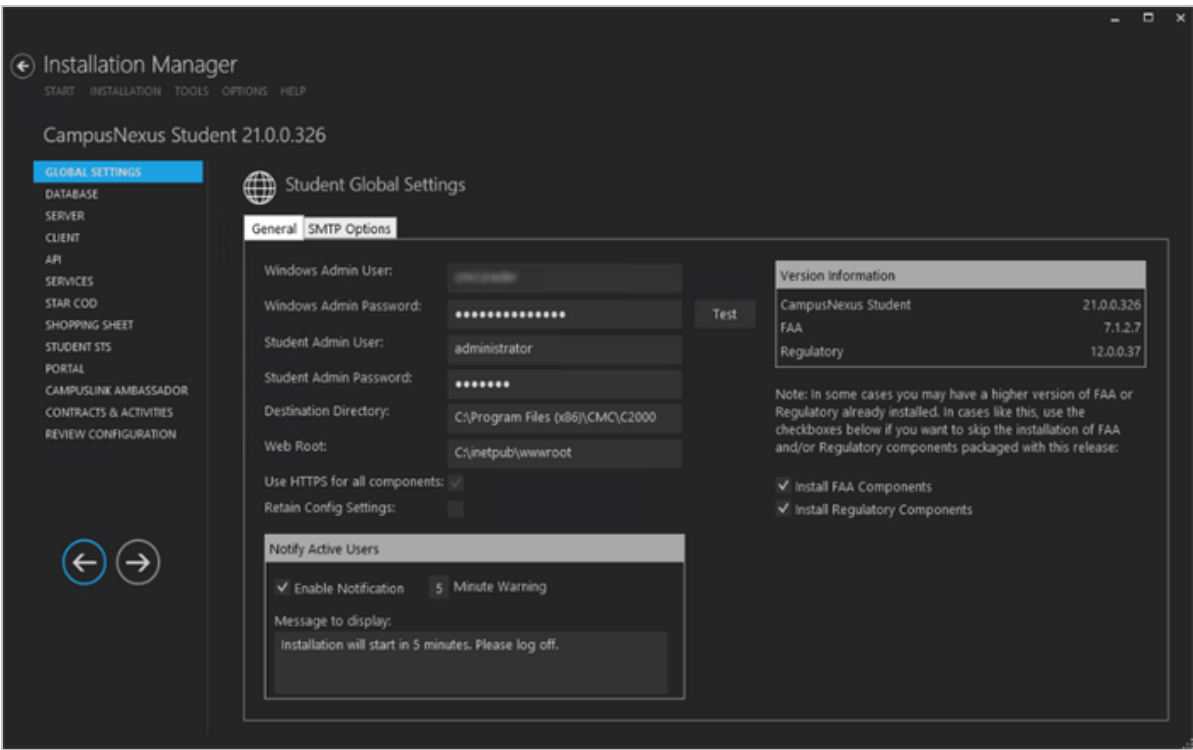 Installation Manager
START INSTALLATION TOOLS OPTIONS HELP
CampusNexus Student 21.0.0.326
GLOBAL SETTINGS
DATABASE
SERVER
CLIENT
API
SERVICES
STAR COD
SHOPPING SHEET
STUDENT STS
PORTAL
CAMPUSLINK AMBASSADOR
CONTRACTS & ACTIVITIES
REVIEW CONFIGURATION
Student Global Settings
General SMTP Options
Windows Admin User:
Windows Admin Password: ●●●●●●●●●●●●●● Test
Student Admin User: administrator
Student Admin Password: ●●●●●●●
Destination Directory: C:\Program Files (x86)\CMC\C2000
Web Root: C:\inetpub\wwwroot
Use HTTPS for all components:
Retain Config Settings:
Notify Active Users
Enable Notification 5 Minute Warning
Message to display:
Installation will start in 5 minutes. Please log off.
Version Information
CampusNexus Student 21.0.0.326
FAA 7.1.2.7
Regulatory 12.0.0.37
Note: In some cases you may have a higher version of FAA or
Regulatory already installed. In cases like this, use the
checkboxes below if you want to skip the installation of FAA
and/or Regulatory components packaged with this release:
Install FAA Components
Install Regulatory Components